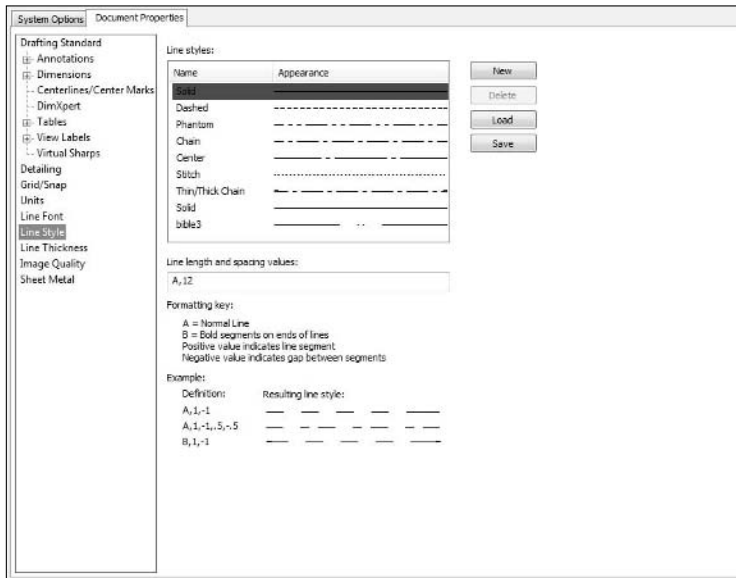 System Options
Document Properties
Drafting Standard
Annotations
Dimensions
Centerlines/Center Marks
DimXpert
Tables
View Labels
Virtual Sharps
Detailing
Grid/Snap
Units
Line Font
Line Style
Line Thickness
Image Quality
Sheet Metal
Line styles:
Name Appearance
Solid
Dashed
Phantom
Chain
Center
Stitch
Thin/Thick Chain
Solid
bible3
New
Delete
Load
Save
Line length and spacing values:
A,12
Formatting key:
A = Normal Line
B = Bold segments on ends of lines
Positive value indicates line segment
Negative value indicates gap between segments
Example:
Definition: Resulting line style:
A,1,-1
A,1,-1,.5,-.5
B,1,-1